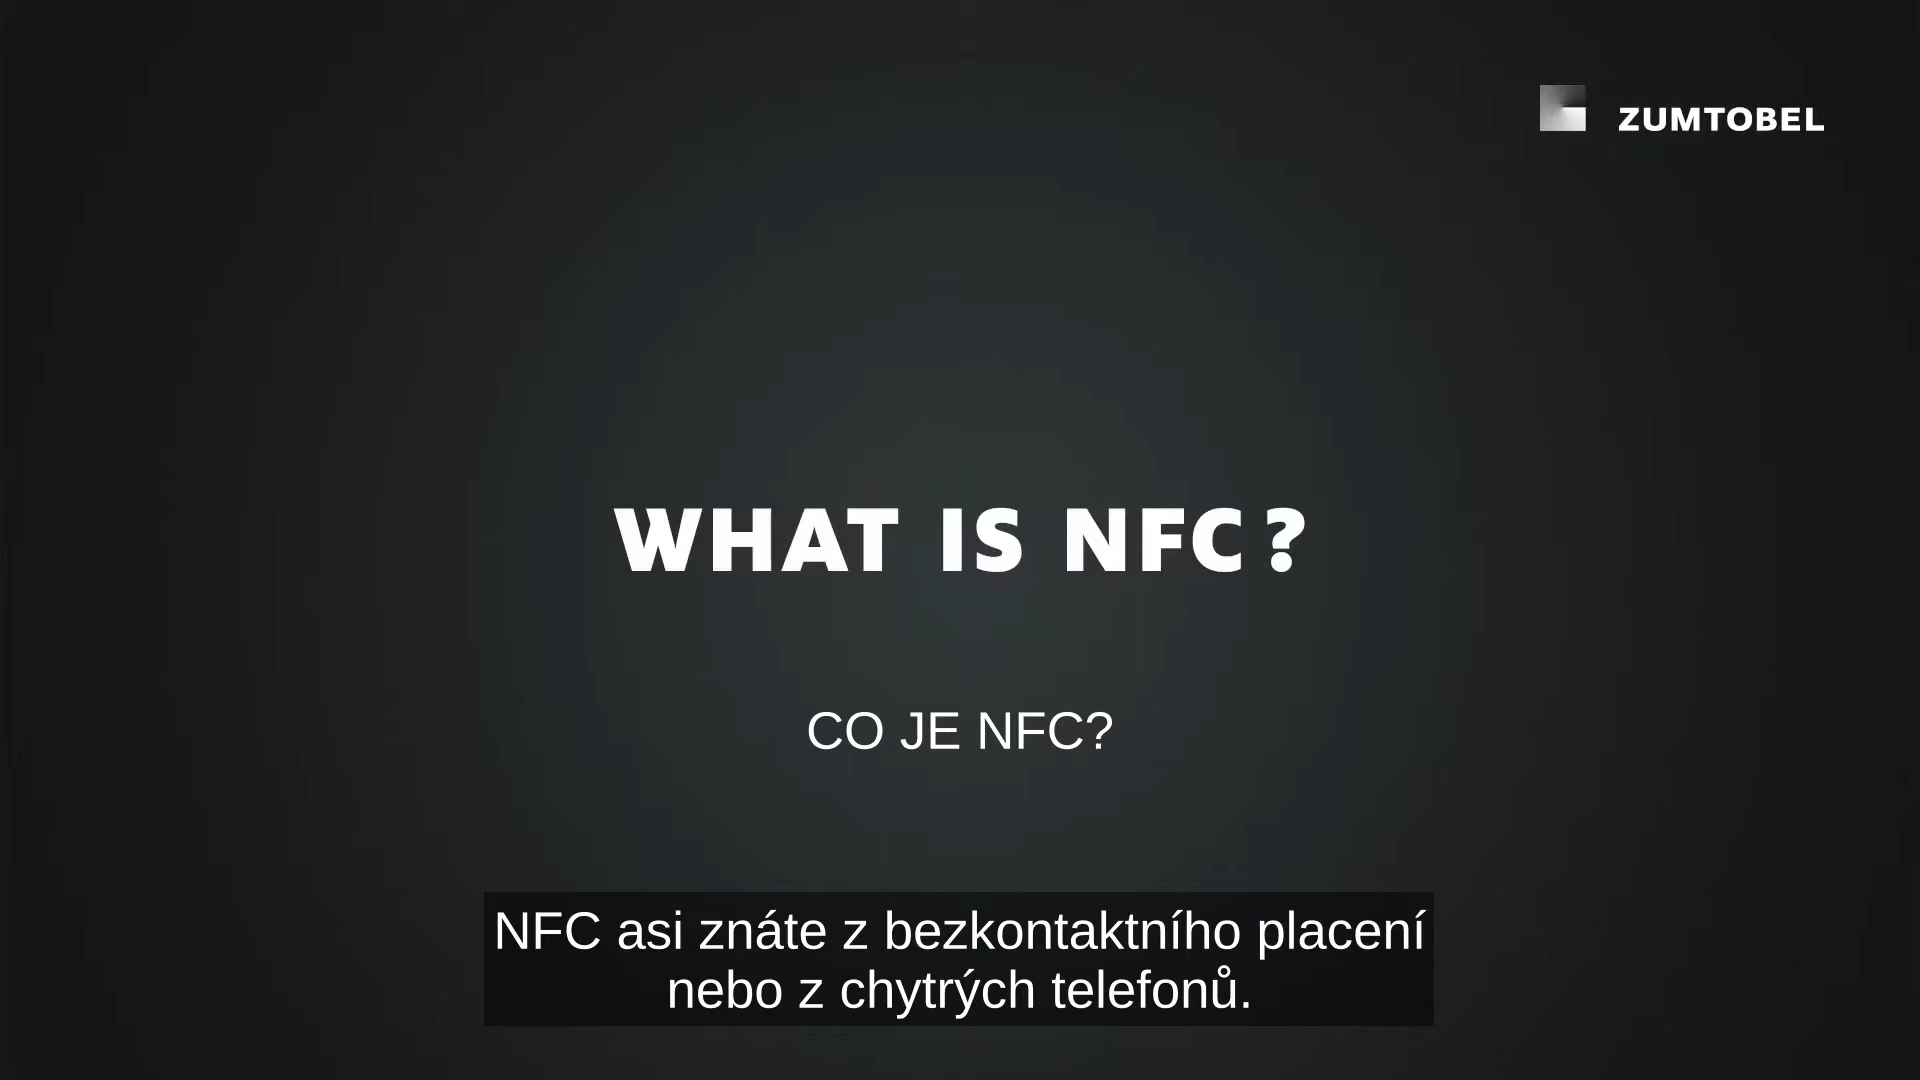 ZUMTOBEL
WHAT IS NFC?
CO JE NFC?
NFC asi znáte z bezkontaktního placení
nebo z chytrých telefonů.